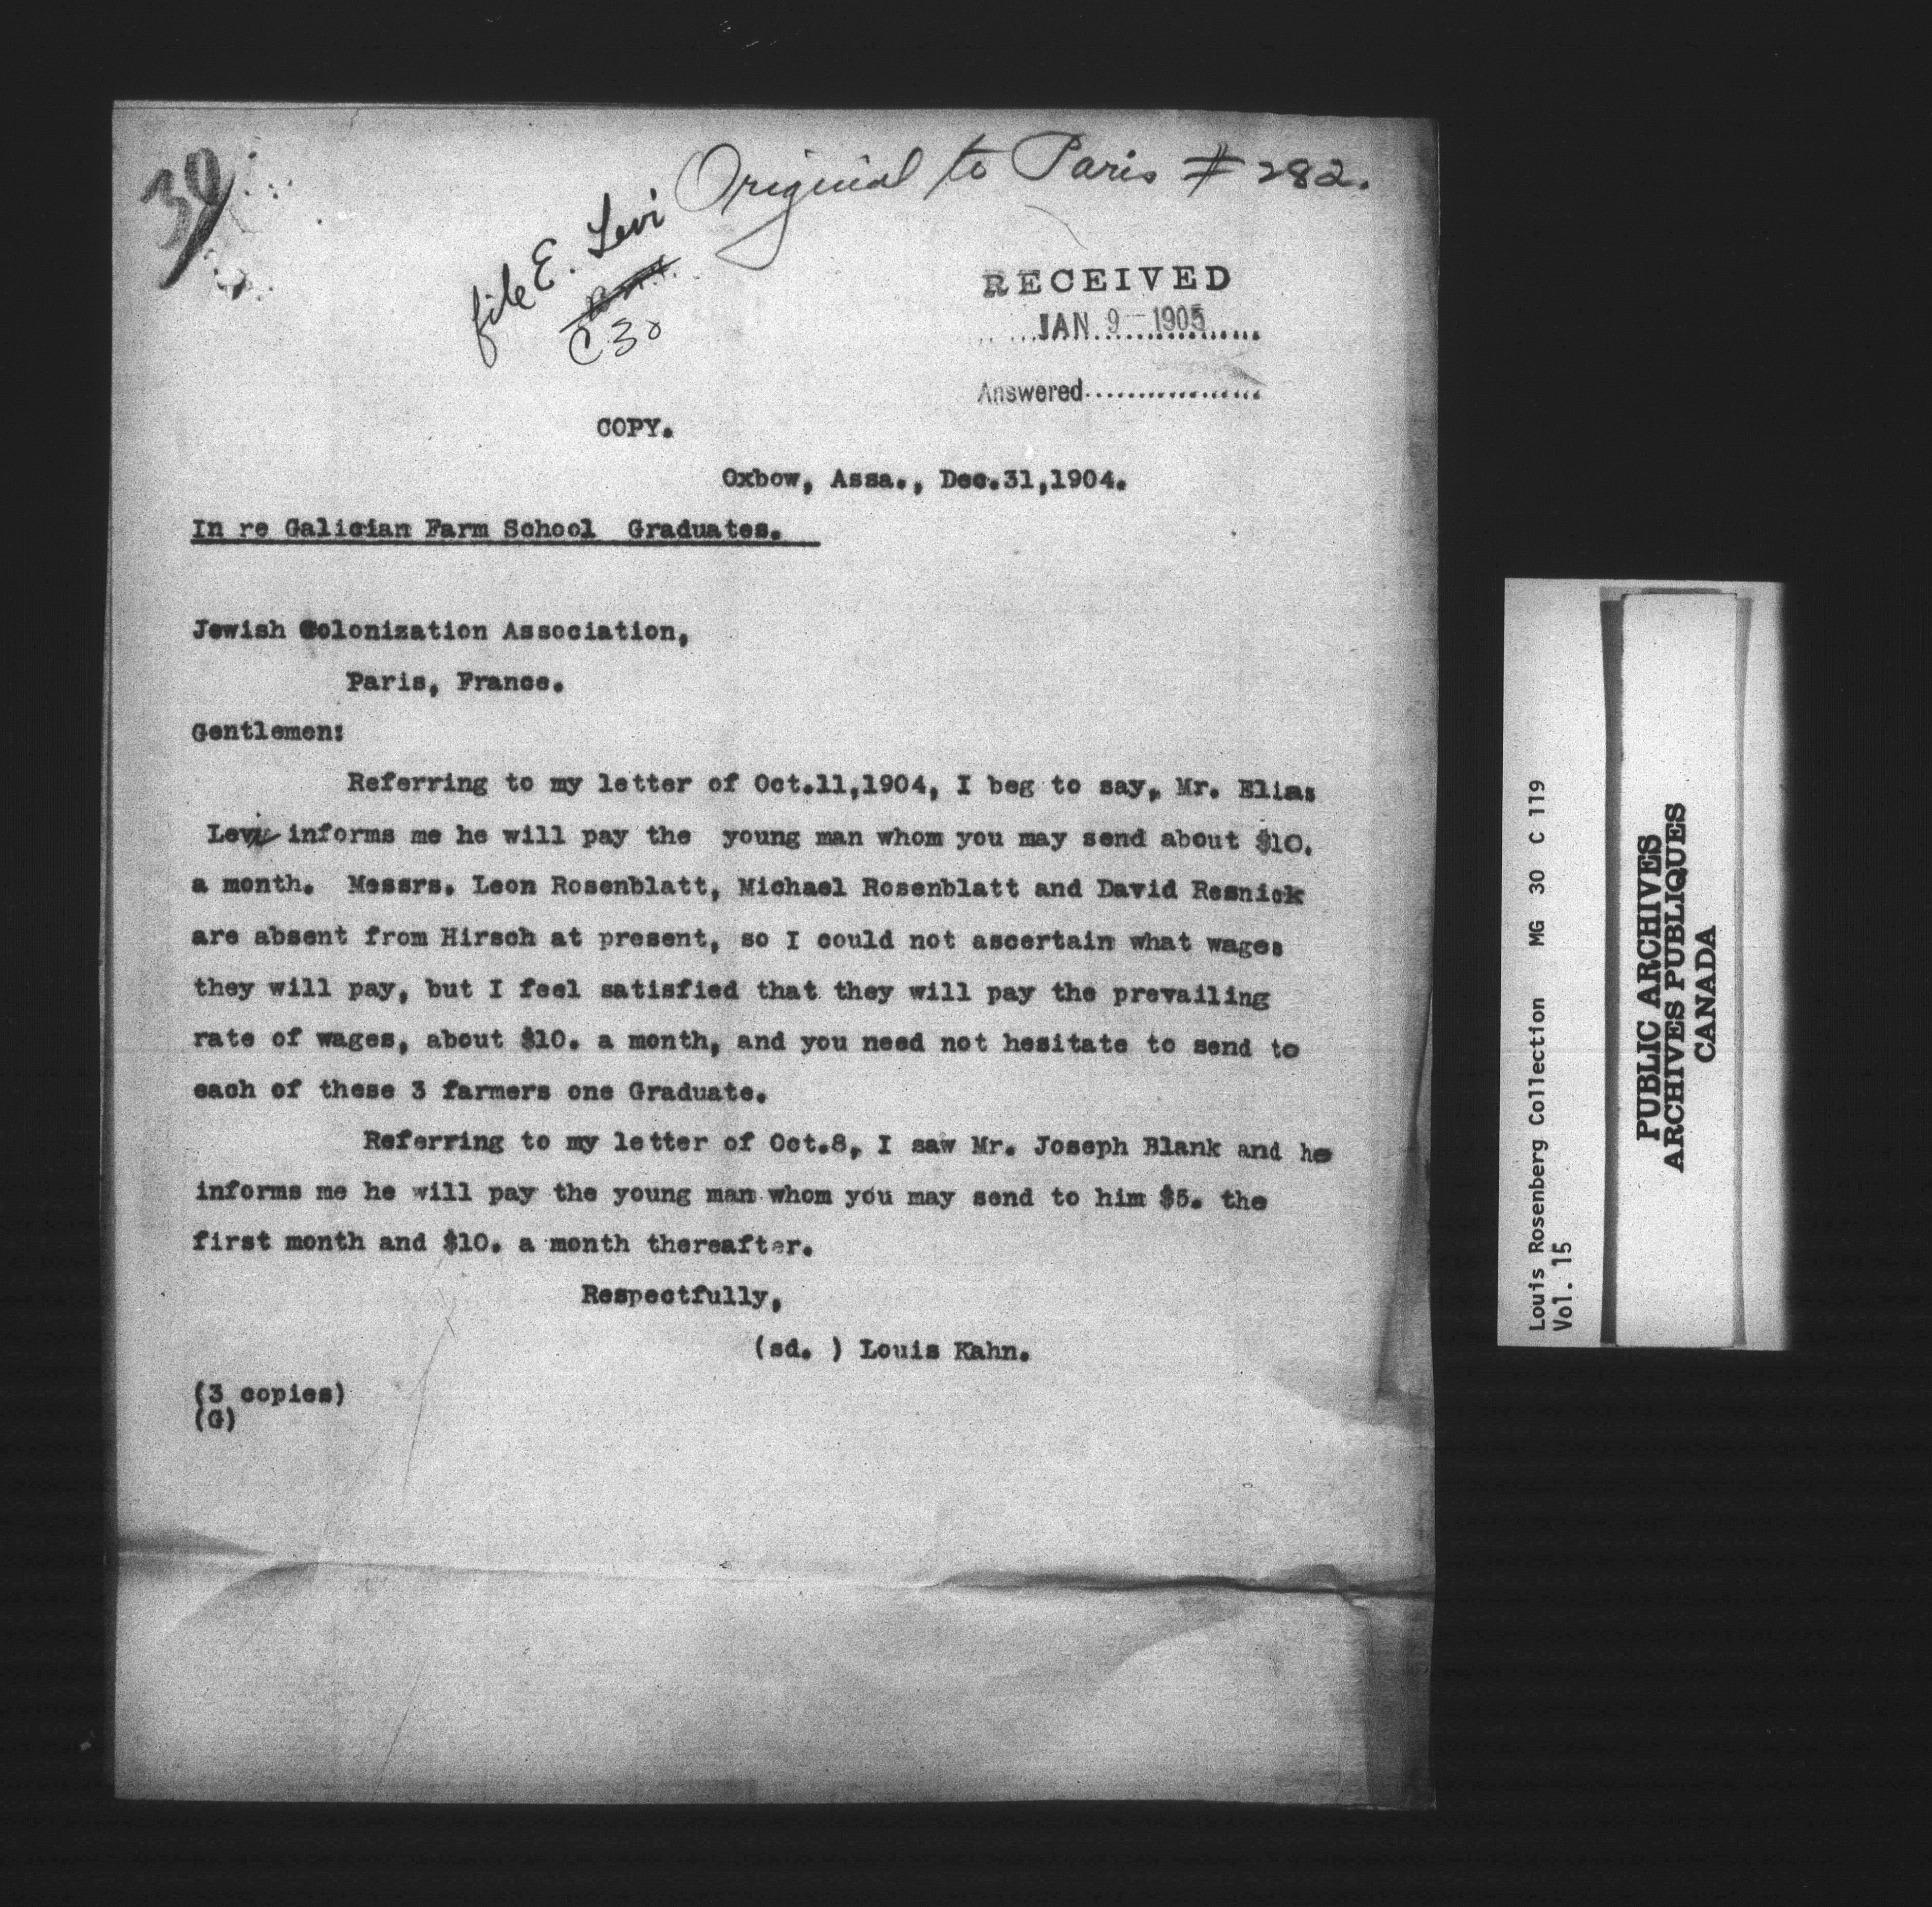 39
Original to Paris # 282.
file E. Levi
C30
RECEIVED
JAN 9 - 1905
Answered
COPY.
Oxbow, Assa., Dec.31,1904.
In re Galician Farm School Graduates.
Jewish Colonization Association,
Paris, France.
Gentlemen:
Referring to my letter of Oct.11,1904, I beg to say, Mr. Elias
Levi informs me he will pay the young man whom you may send about $10.
a month. Messrs. Leon Rosenblatt, Michael Rosenblatt and David Resnick
are absent from Hirsch at present, so I could not ascertain what wages
they will pay, but I feel satisfied that they will pay the prevailing
rate of wages, about $10. a month, and you need not hesitate to send to
each of these 3 farmers one Graduate.
Referring to my letter of Oct.8, I saw Mr. Joseph Blank and he
informs me he will pay the young man whom you may send to him $5. the
first month and $10. a month thereafter.
Respectfully,
(sd. ) Louis Kahn.
(3 copies)
(G)
Louis Rosenberg Collection MG 30 C 119
Vol. 15
PUBLIC ARCHIVES
ARCHIVES PUBLIQUES
CANADA